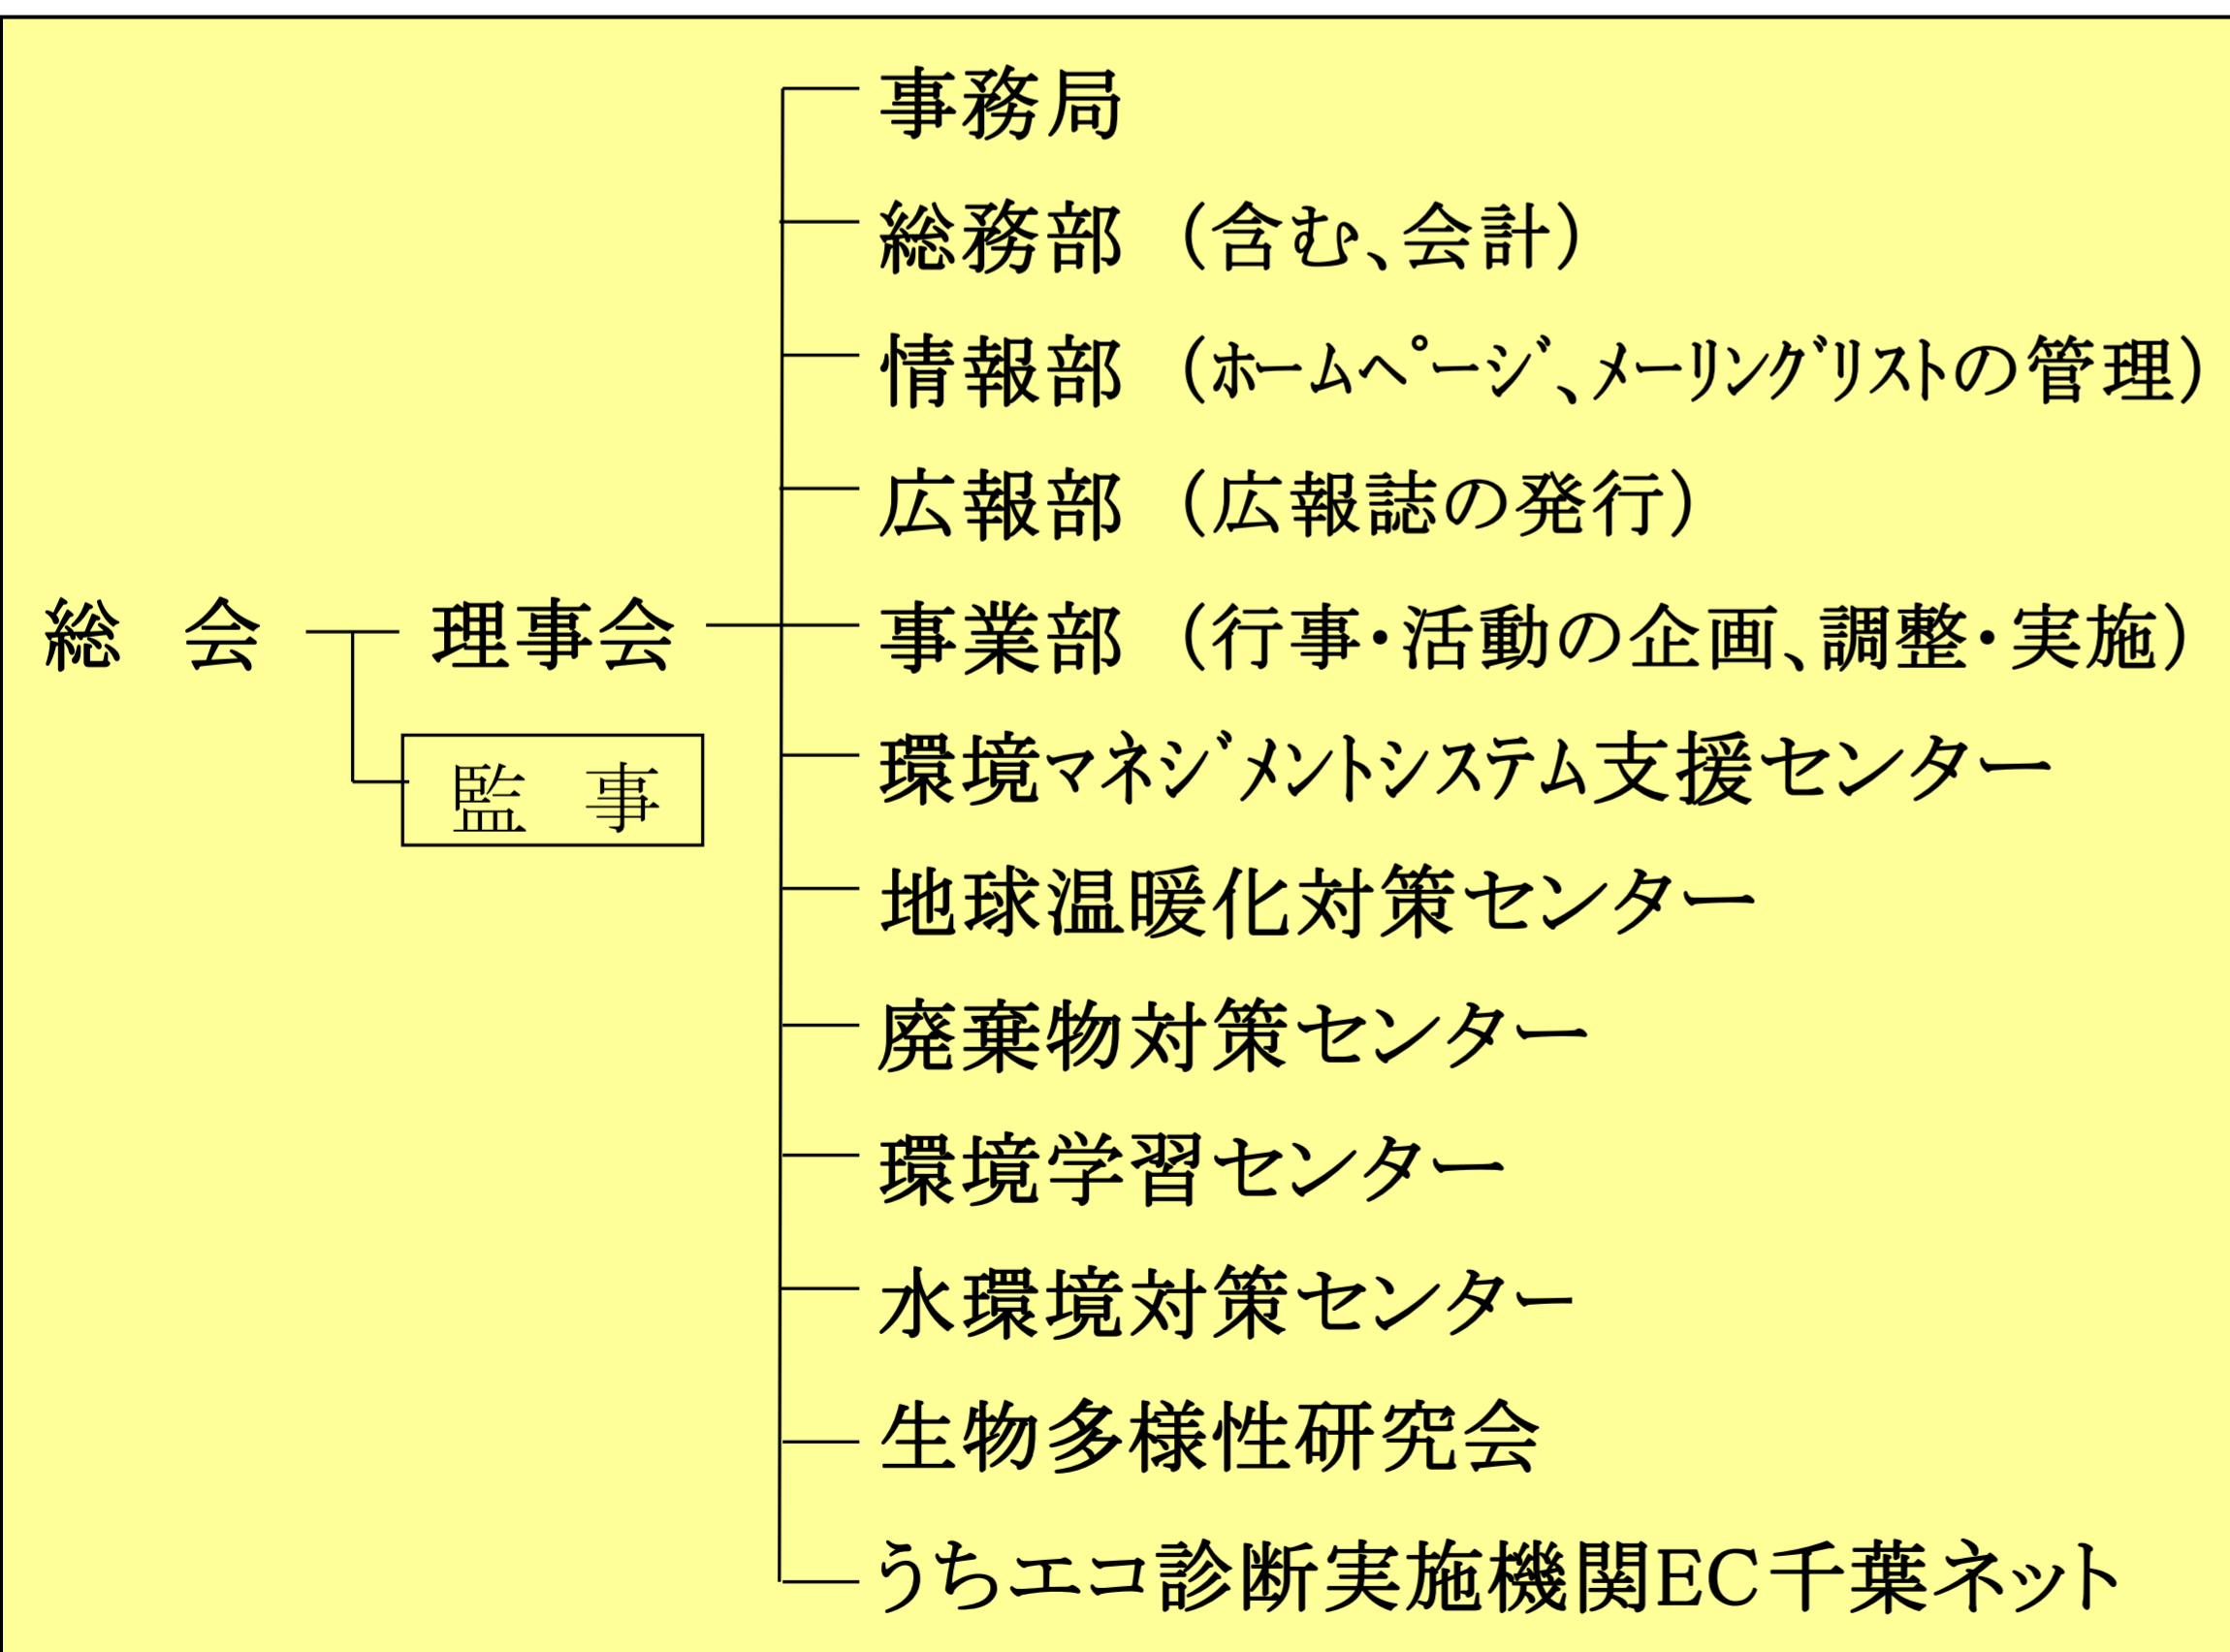 事務局
総務部（含む、会計）
情報部（ホームページ、メーリングリストの管理）
広報部（広報誌の発行）
総　会　理事会　事業部（行事・活動の企画、調整・実施）
環境マネジメントシステム支援センター
監　事
地球温暖化対策センター
廃棄物対策センター
環境学習センター
水環境対策センター
生物多様性研究会
うちエコ診断実施機関EC千葉ネット